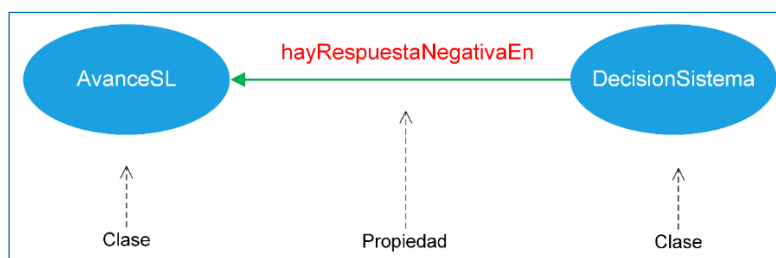 hayRespuestaNegativaEn
AvanceSL
DecisionSistema
Clase
Propiedad
Clase